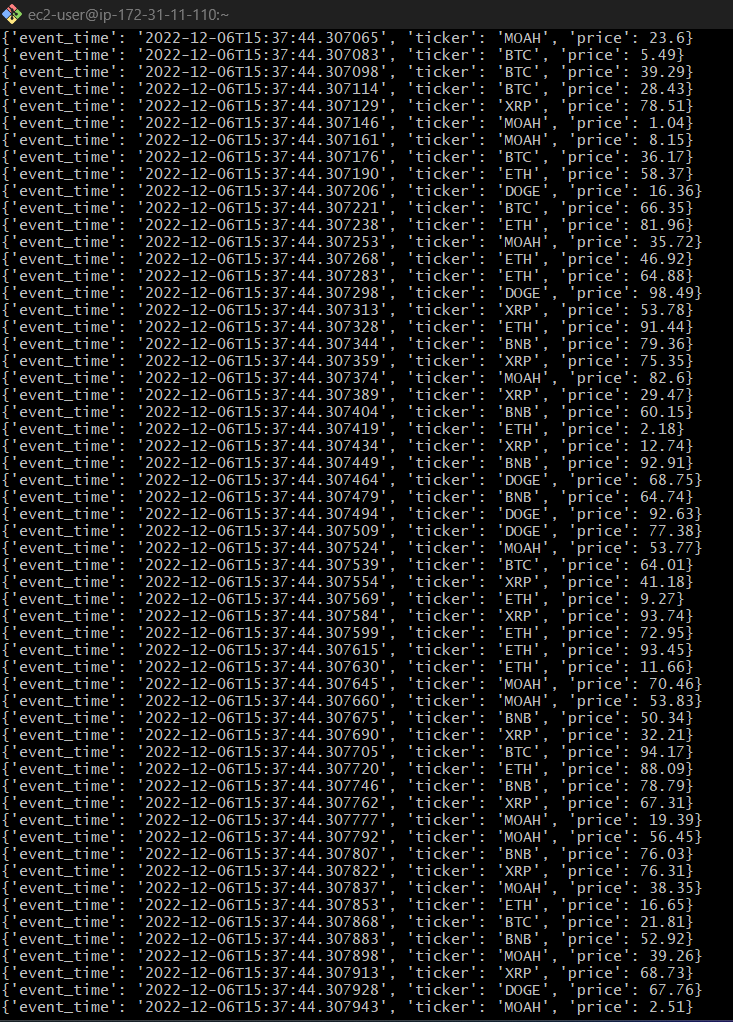 ec2-user@ip-172-31-11-110:~
{'event_time': '2022-12-06T15:37:44.307065', 'ticker': 'MOAH', 'price': 23.6}
{'event_time': '2022-12-06T15:37:44.307083', 'ticker': 'BTC', 'price': 5.49}
{'event_time': '2022-12-06T15:37:44.307098', 'ticker': 'BTC', 'price': 39.29}
{'event_time': '2022-12-06T15:37:44.307114', 'ticker': 'BTC', 'price': 28.43}
{'event_time': '2022-12-06T15:37:44.307129', 'ticker': 'XRP', 'price': 78.51}
{'event_time': '2022-12-06T15:37:44.307146', 'ticker': 'MOAH', 'price': 1.04}
{'event_time': '2022-12-06T15:37:44.307161', 'ticker': 'MOAH', 'price': 8.15}
{'event_time': '2022-12-06T15:37:44.307176', 'ticker': 'BTC', 'price': 36.17}
{'event_time': '2022-12-06T15:37:44.307190', 'ticker': 'ETH', 'price': 58.37}
{'event_time': '2022-12-06T15:37:44.307206', 'ticker': 'DOGE', 'price': 16.36}
{'event_time': '2022-12-06T15:37:44.307221', 'ticker': 'BTC', 'price': 66.35}
{'event_time': '2022-12-06T15:37:44.307238', 'ticker': 'ETH', 'price': 81.96}
{'event_time': '2022-12-06T15:37:44.307253', 'ticker': 'MOAH', 'price': 35.72}
{'event_time': '2022-12-06T15:37:44.307268', 'ticker': 'ETH', 'price': 46.92}
{'event_time': '2022-12-06T15:37:44.307283', 'ticker': 'ETH', 'price': 64.88}
{'event_time': '2022-12-06T15:37:44.307298', 'ticker': 'DOGE', 'price': 98.49}
{'event_time': '2022-12-06T15:37:44.307313', 'ticker': 'XRP', 'price': 53.78}
{'event_time': '2022-12-06T15:37:44.307328', 'ticker': 'ETH', 'price': 91.44}
{'event_time': '2022-12-06T15:37:44.307344', 'ticker': 'BNB', 'price': 79.36}
{'event_time': '2022-12-06T15:37:44.307359', 'ticker': 'XRP', 'price': 75.35}
{'event_time': '2022-12-06T15:37:44.307374', 'ticker': 'MOAH', 'price': 82.6}
{'event_time': '2022-12-06T15:37:44.307389', 'ticker': 'XRP', 'price': 29.47}
{'event_time': '2022-12-06T15:37:44.307404', 'ticker': 'BNB', 'price': 60.15}
{'event_time': '2022-12-06T15:37:44.307419', 'ticker': 'ETH', 'price': 2.18}
{'event_time': '2022-12-06T15:37:44.307434', 'ticker': 'XRP', 'price': 12.74}
{'event_time': '2022-12-06T15:37:44.307449', 'ticker': 'BNB', 'price': 92.91}
{'event_time': '2022-12-06T15:37:44.307464', 'ticker': 'DOGE', 'price': 68.75}
{'event_time': '2022-12-06T15:37:44.307479', 'ticker': 'BNB', 'price': 64.74}
{'event_time': '2022-12-06T15:37:44.307494', 'ticker': 'DOGE', 'price': 92.63}
{'event_time': '2022-12-06T15:37:44.307509', 'ticker': 'DOGE', 'price': 77.38}
{'event_time': '2022-12-06T15:37:44.307524', 'ticker': 'MOAH', 'price': 53.77}
{'event_time': '2022-12-06T15:37:44.307539', 'ticker': 'BTC', 'price': 64.01}
{'event_time': '2022-12-06T15:37:44.307554', 'ticker': 'XRP', 'price': 41.18}
{'event_time': '2022-12-06T15:37:44.307569', 'ticker': 'ETH', 'price': 9.27}
{'event_time': '2022-12-06T15:37:44.307584', 'ticker': 'XRP', 'price': 93.74}
{'event_time': '2022-12-06T15:37:44.307599', 'ticker': 'ETH', 'price': 72.95}
{'event_time': '2022-12-06T15:37:44.307615', 'ticker': 'ETH', 'price': 93.45}
{'event_time': '2022-12-06T15:37:44.307630', 'ticker': 'ETH', 'price': 11.66}
{'event_time': '2022-12-06T15:37:44.307645', 'ticker': 'MOAH', 'price': 70.46}
{'event_time': '2022-12-06T15:37:44.307660', 'ticker': 'MOAH', 'price': 53.83}
{'event_time': '2022-12-06T15:37:44.307675', 'ticker': 'BNB', 'price': 50.34}
{'event_time': '2022-12-06T15:37:44.307690', 'ticker': 'XRP', 'price': 32.21}
{'event_time': '2022-12-06T15:37:44.307705', 'ticker': 'BTC', 'price': 94.17}
{'event_time': '2022-12-06T15:37:44.307720', 'ticker': 'ETH', 'price': 88.09}
{'event_time': '2022-12-06T15:37:44.307746', 'ticker': 'BNB', 'price': 78.79}
{'event_time': '2022-12-06T15:37:44.307762', 'ticker': 'XRP', 'price': 67.31}
{'event_time': '2022-12-06T15:37:44.307777', 'ticker': 'MOAH', 'price': 19.39}
{'event_time': '2022-12-06T15:37:44.307792', 'ticker': 'MOAH', 'price': 56.45}
{'event_time': '2022-12-06T15:37:44.307807', 'ticker': 'BNB', 'price': 76.03}
{'event_time': '2022-12-06T15:37:44.307822', 'ticker': 'XRP', 'price': 76.31}
{'event_time': '2022-12-06T15:37:44.307837', 'ticker': 'MOAH', 'price': 38.35}
{'event_time': '2022-12-06T15:37:44.307853', 'ticker': 'ETH', 'price': 16.65}
{'event_time': '2022-12-06T15:37:44.307868', 'ticker': 'BTC', 'price': 21.81}
{'event_time': '2022-12-06T15:37:44.307883', 'ticker': 'BNB', 'price': 52.92}
{'event_time': '2022-12-06T15:37:44.307898', 'ticker': 'MOAH', 'price': 39.26}
{'event_time': '2022-12-06T15:37:44.307913', 'ticker': 'XRP', 'price': 68.73}
{'event_time': '2022-12-06T15:37:44.307928', 'ticker': 'DOGE', 'price': 67.76}
{'event_time': '2022-12-06T15:37:44.307943', 'ticker': 'MOAH', 'price': 2.51}